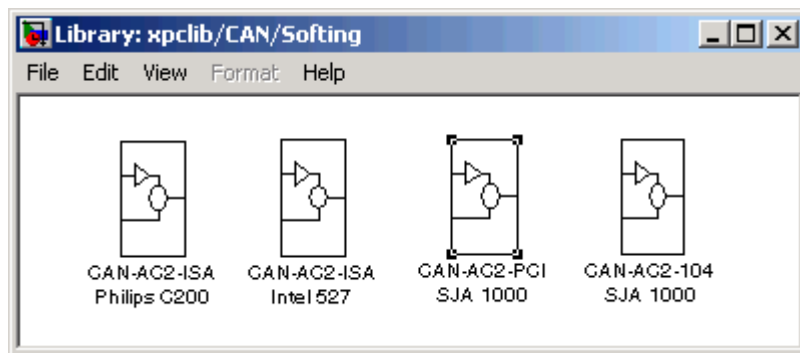 Library: xpclib/CAN/Softing
File Edit View Format Help
CAN-AC2-ISA
Philips C200
CAN-AC2-ISA
Intel 527
CAN-AC2-PCI
SJA 1000
CAN-AC2-104
SJA 1000